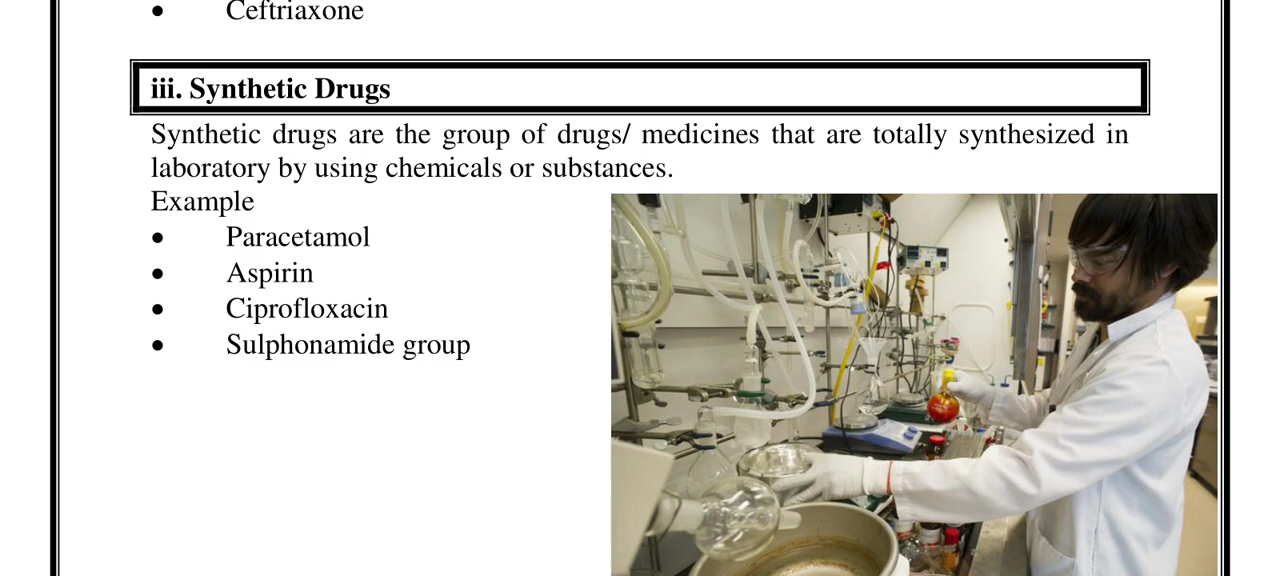 • Ceftriaxone
iii. Synthetic Drugs
Synthetic drugs are the group of drugs/ medicines that are totally synthesized in
laboratory by using chemicals or substances.
Example
• Paracetamol
• Aspirin
• Ciprofloxacin
• Sulphonamide group